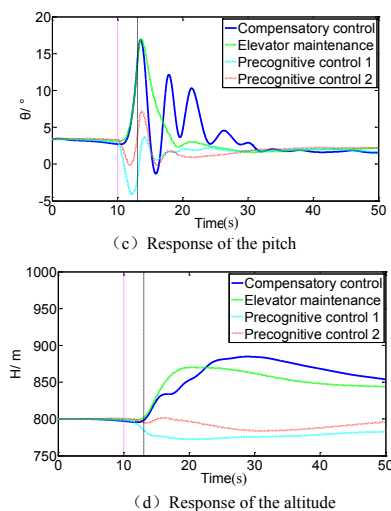 20
15
10
5
0
-5
θ/ °
Compensatory control
Elevator maintenance
Precognitive control 1
Precognitive control 2
0 10 20 30 40 50
Time(s)
（c）Response of the pitch
1000
950
900
850
800
750
H/ m
Compensatory control
Elevator maintenance
Precognitive control 1
Precognitive control 2
0 10 20 30 40 50
Time(s)
（d）Response of the altitude